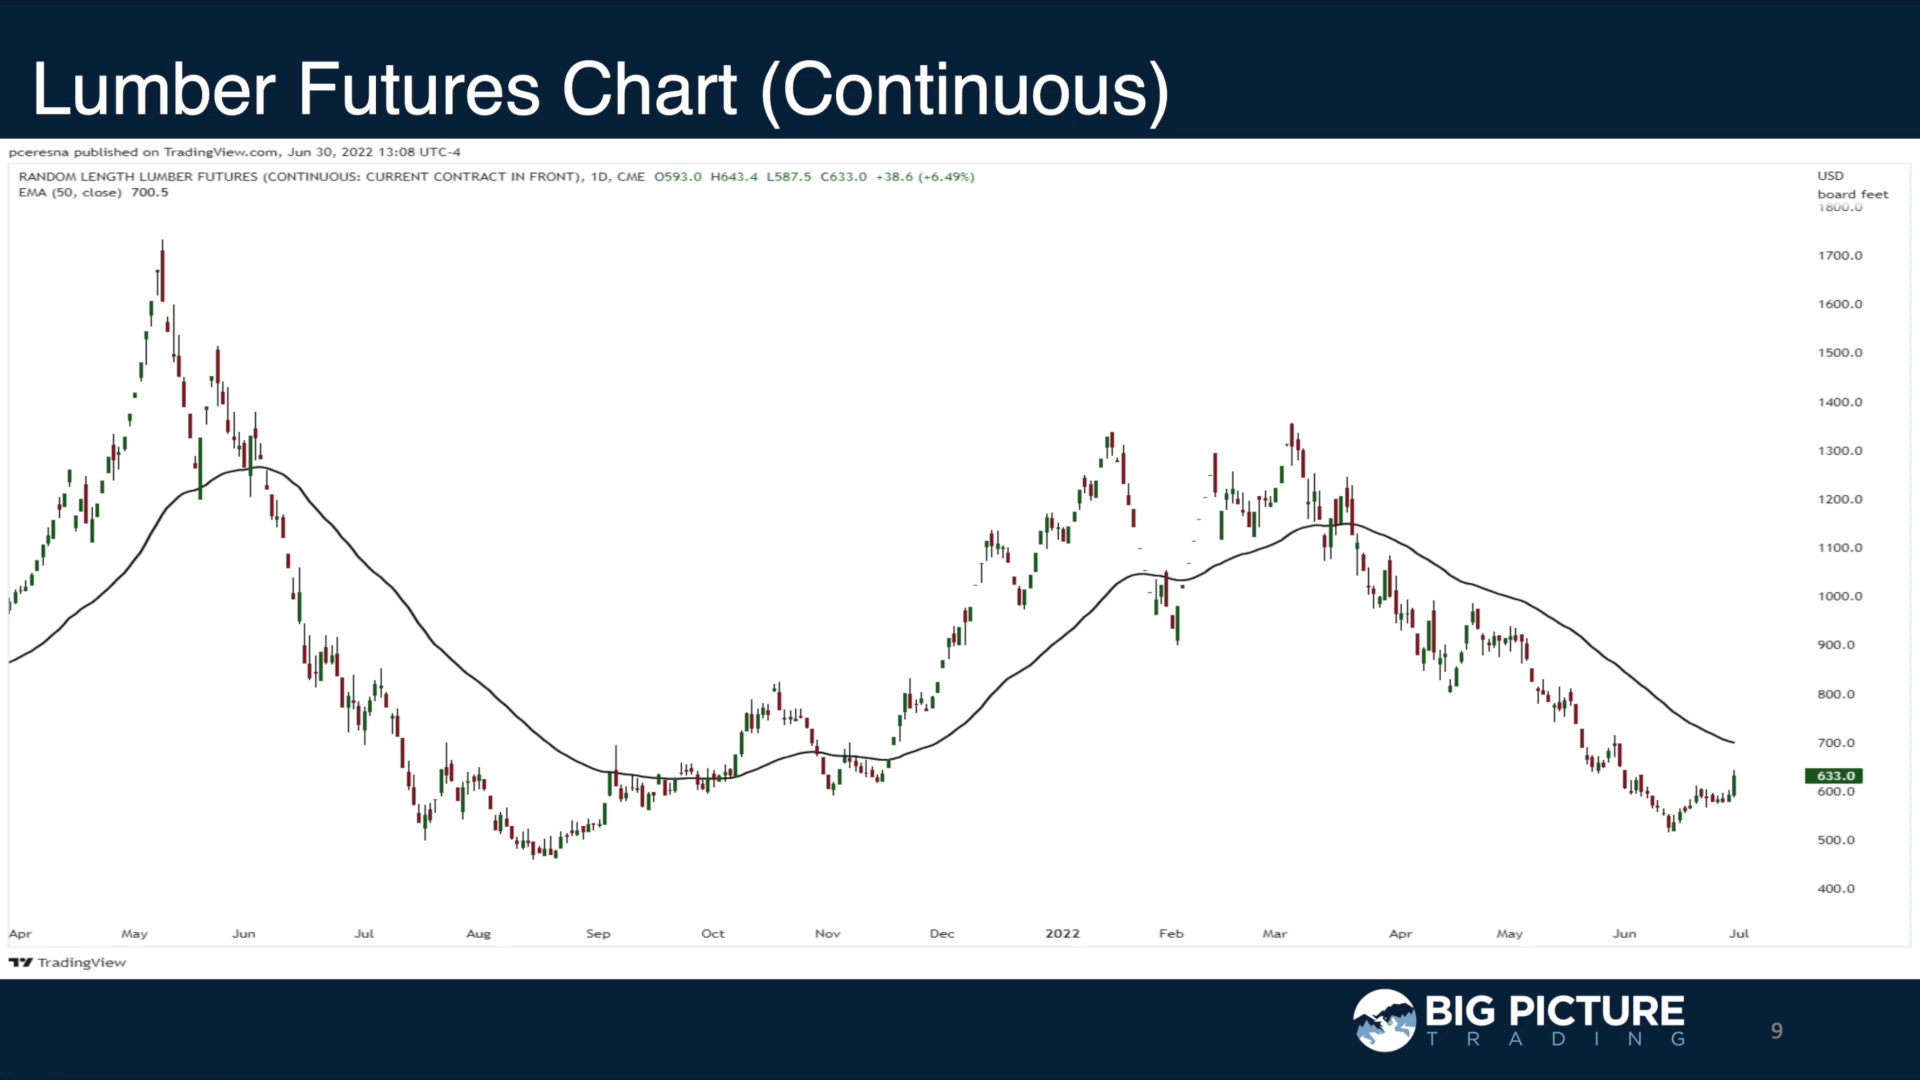 Lumber Futures Chart (Continuous)
pceresna published on TradingView.com, Jun 30, 2022 13:08 UTC-4
RANDOM LENGTH LUMBER FUTURES (CONTINUOUS: CURRENT CONTRACT IN FRONT), 1D, CME O593.0 H643.4 L587.5 C633.0 +38.6 (+6.49%)
EMA (50, close) 700.5
USD
board feet
1800.0
1700.0
1600.0
1500.0
1400.0
1300.0
1200.0
1100.0
1000.0
900.0
800.0
700.0
633.0
600.0
500.0
400.0
Apr May Jun Jul Aug Sep Oct Nov Dec 2022 Feb Mar Apr May Jun Jul
TradingView
BIG PICTURE
TRADING
9